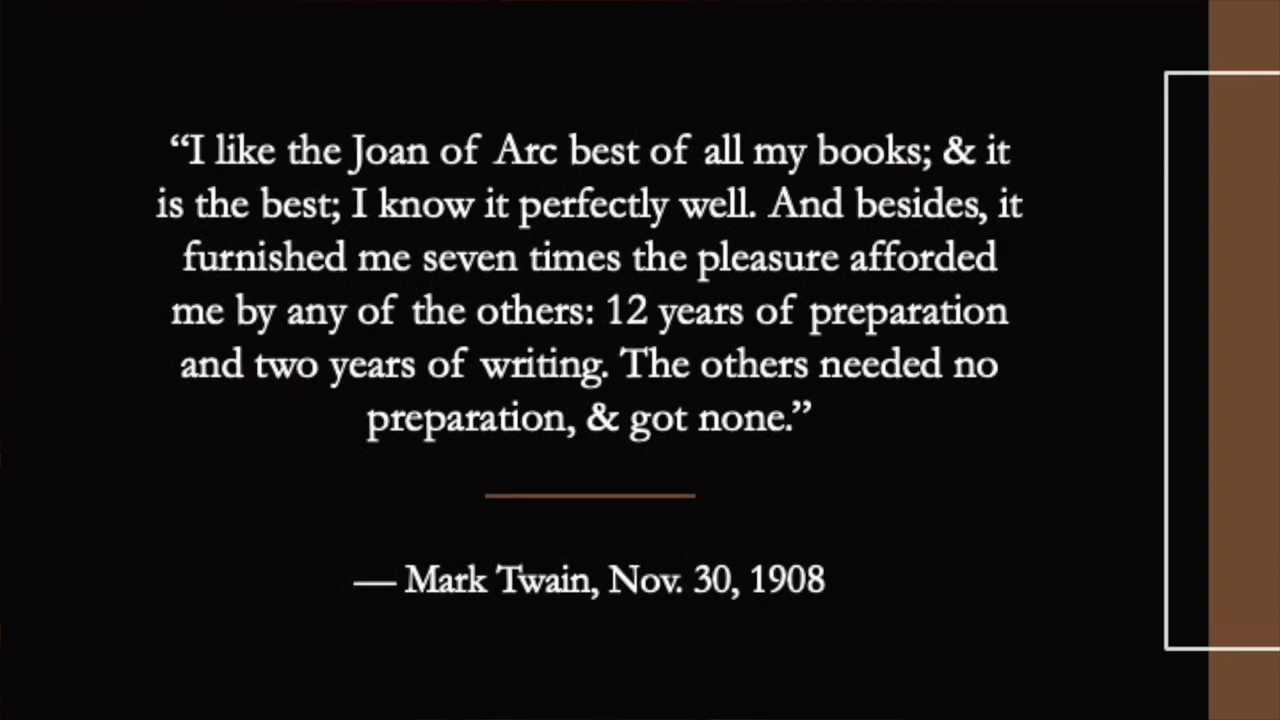 “I like the Joan of Arc best of all my books; & it
is the best; I know it perfectly well. And besides, it
furnished me seven times the pleasure afforded
me by any of the others: 12 years of preparation
and two years of writing. The others needed no
preparation, & got none.”
— Mark Twain, Nov. 30, 1908